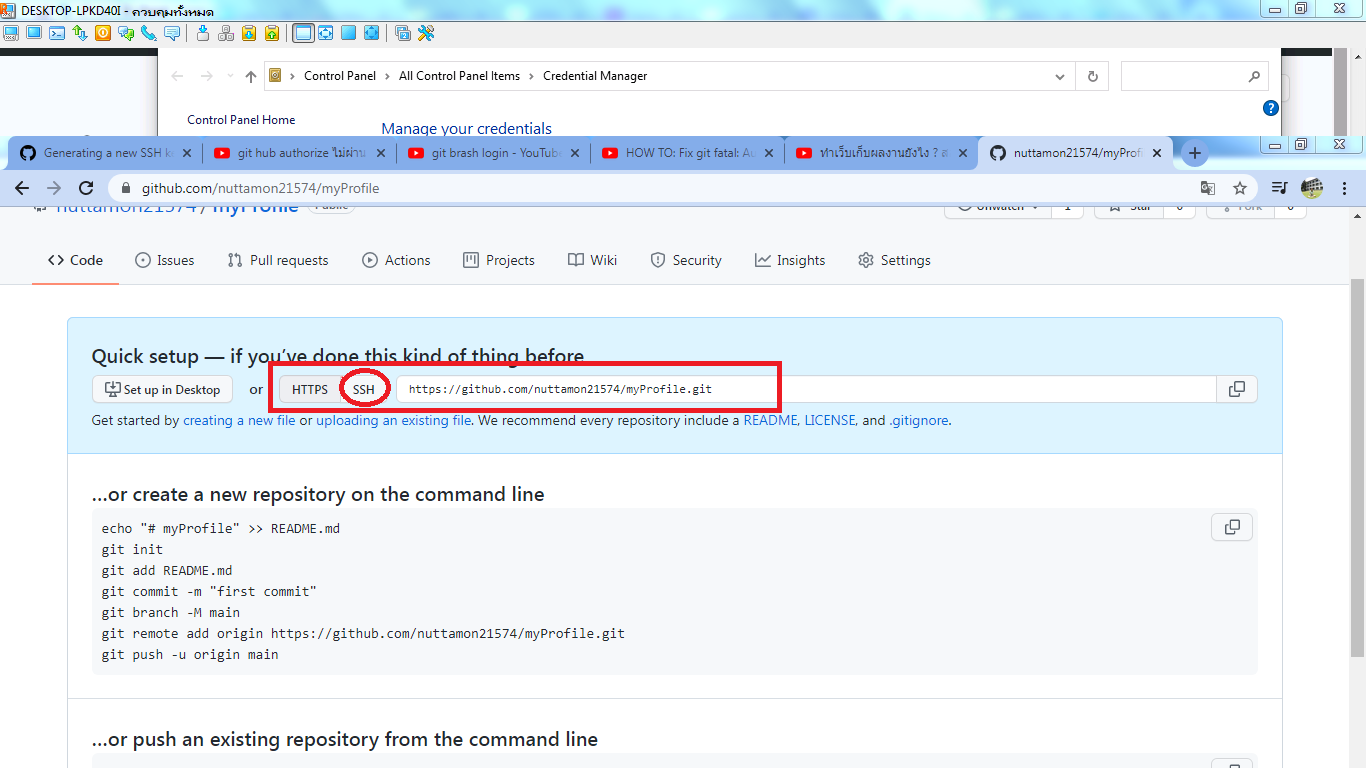 DESKTOP-LPKD40I - ควบคุมทั้งหมด
Control Panel > All Control Panel Items > Credential Manager
Control Panel Home
Manage your credentials
Generating a new SSH k
git hub authorize ไม่ผ่าน
git brash login - YouTube
HOW TO: Fix git fatal: Au
ทำเว็บเก็บผลงานยังไง ? ส
nuttamon21574/myProfi
github.com/nuttamon21574/myProfile
nuttamon21574 / myProfile Public
Unwatch 1 Star 0 Fork 0
Code Issues Pull requests Actions Projects Wiki Security Insights Settings
Quick setup — if you’ve done this kind of thing before
Set up in Desktop or HTTPS SSH https://github.com/nuttamon21574/myProfile.git
Get started by creating a new file or uploading an existing file. We recommend every repository include a README, LICENSE, and .gitignore.
…or create a new repository on the command line
echo "# myProfile" >> README.md
git init
git add README.md
git commit -m "first commit"
git branch -M main
git remote add origin https://github.com/nuttamon21574/myProfile.git
git push -u origin main
…or push an existing repository from the command line